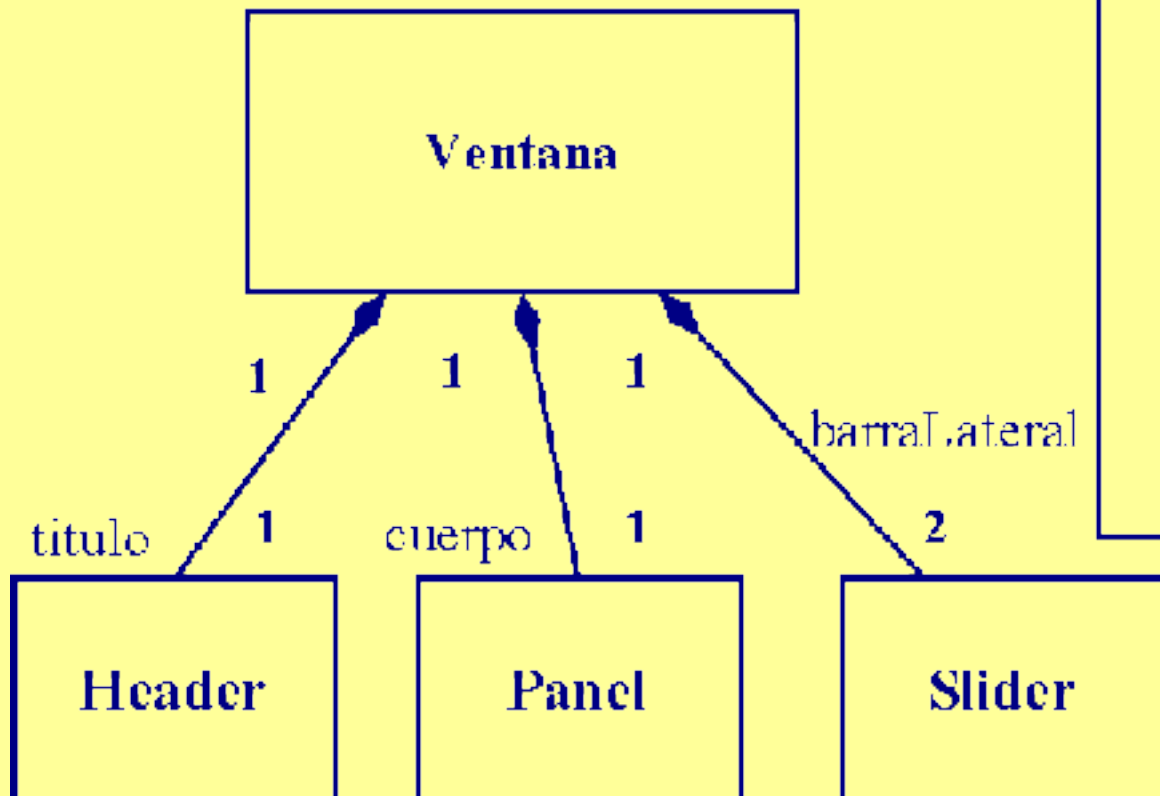 Ventana
1
1
1
barraLateral
titulo
1
cuerpo
1
2
Header
Panel
Slider